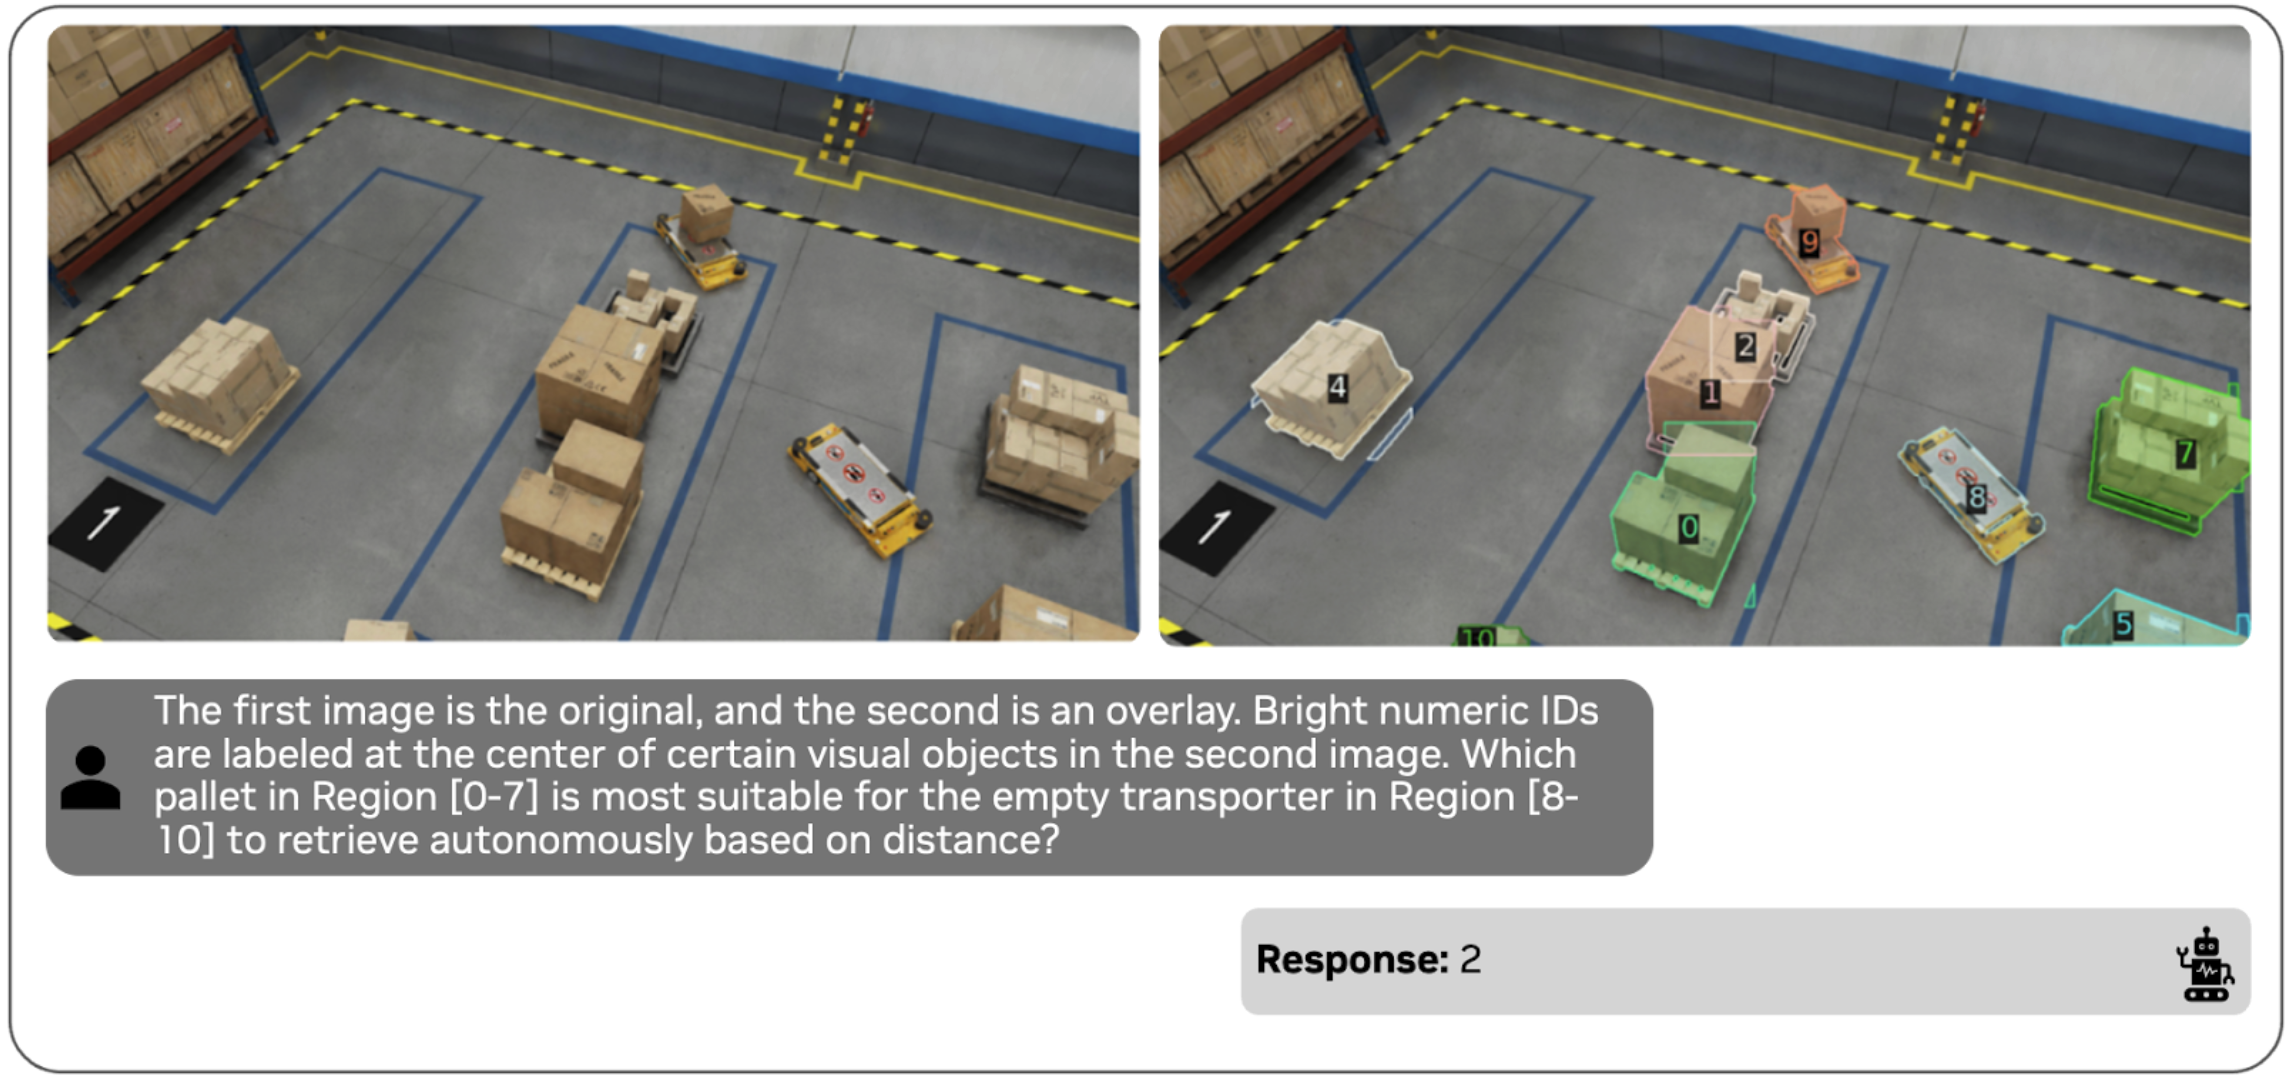 1
9
4
2
1
7
8
0
5
10
1
The first image is the original, and the second is an overlay. Bright numeric IDs
are labeled at the center of certain visual objects in the second image. Which
pallet in Region [0-7] is most suitable for the empty transporter in Region [8-
10] to retrieve autonomously based on distance?
Response: 2